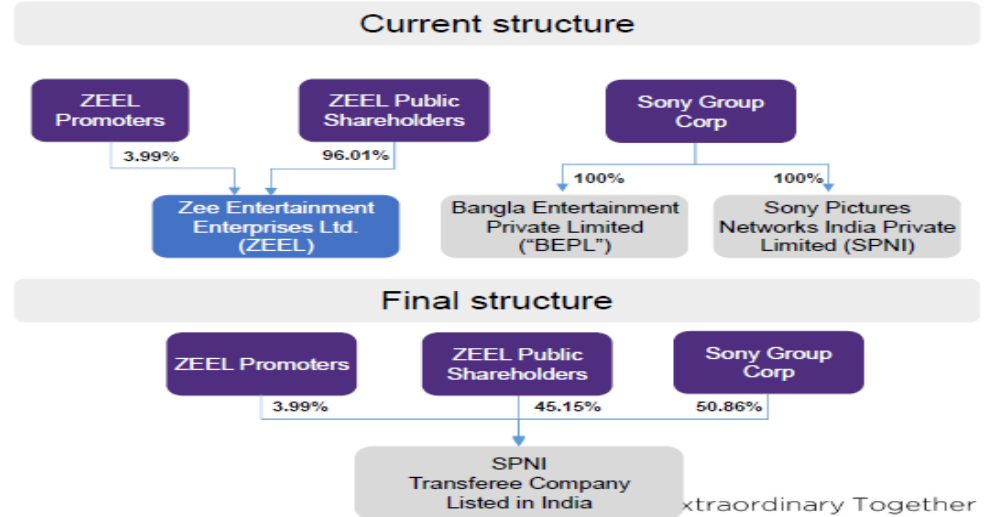 Current structure
ZEEL
Promoters
ZEEL Public
Shareholders
Sony Group
Corp
3.99%
96.01%
100%
100%
Zee Entertainment
Enterprises Ltd.
(ZEEL)
Bangla Entertainment
Private Limited
(“BEPL”)
Sony Pictures
Networks India Private
Limited (SPNI)
Final structure
ZEEL Promoters
ZEEL Public
Shareholders
Sony Group
Corp
3.99%
45.15%
50.86%
SPNI
Transferee Company
Listed in India
xtraordinary Together